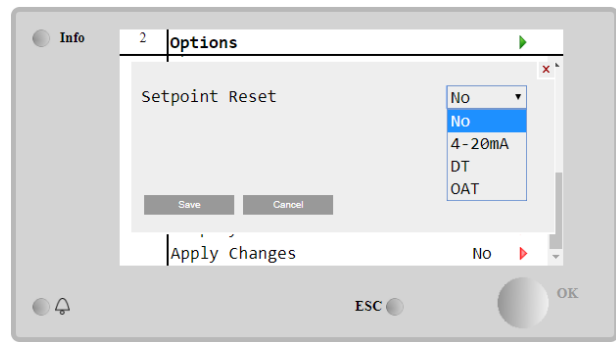 Info
2 Options
x
Setpoint Reset No
No
4-20mA
DT
OAT
Save Cancel
Apply Changes No
ESC
OK